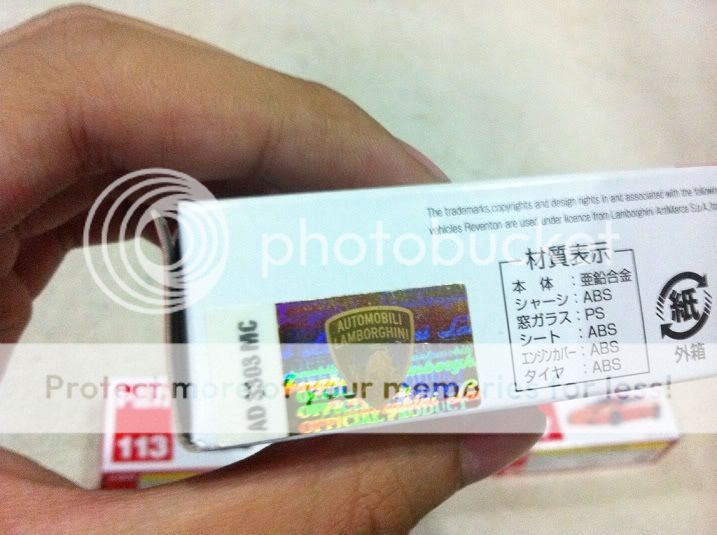 The trademarks, copyrights and design rights in and associated with the following
vehicles Reventon are used under licence from Lamborghini ArtiMarca S.p.A, Ita
材質表示
本 体 : 亜鉛合金
シャーシ : ABS
窓ガラス : PS
シート : ABS
エンジンカバー : ABS
タイヤ : ABS
紙
外箱
AUTOMOBILI
LAMBORGHINI
OFFICIAL PRODUCT
113
photobucket
Protect more of your memories for less!